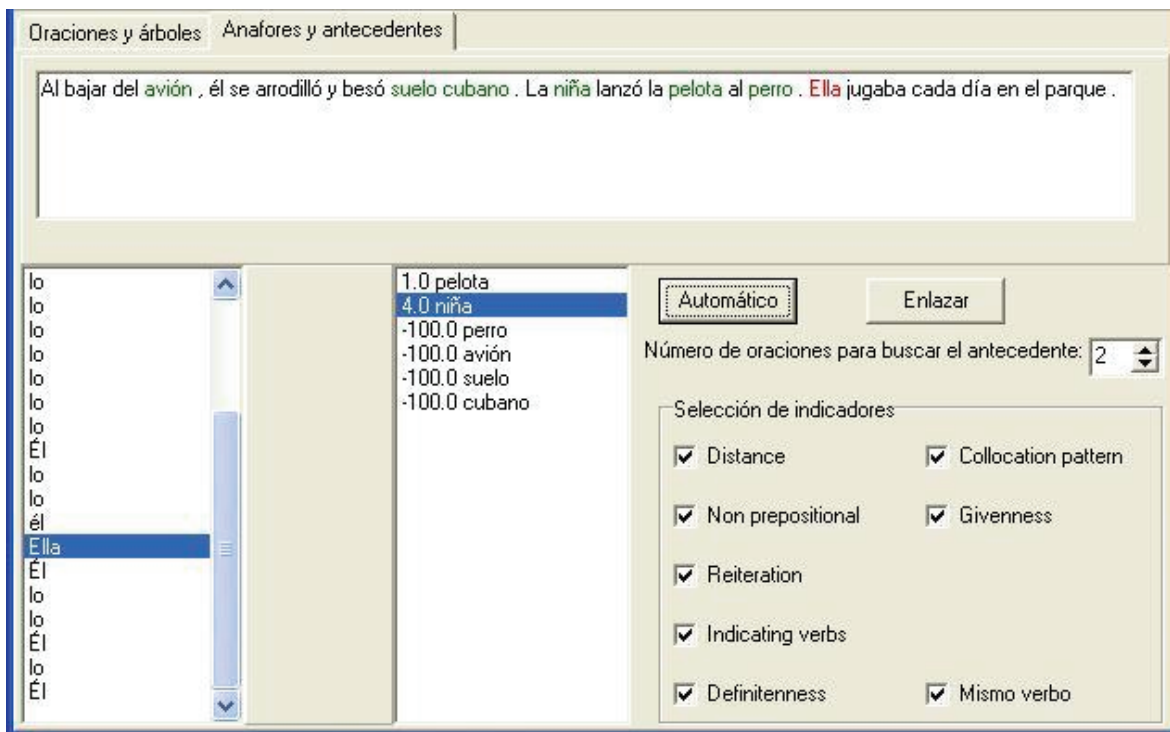 Oraciones y árboles
Anafores y antecedentes
Al bajar del avión , él se arrodilló y besó suelo cubano . La niña lanzó la pelota al perro . Ella jugaba cada día en el parque .
lo
lo
lo
lo
lo
lo
lo
Él
lo
lo
él
Ella
Él
lo
lo
Él
lo
Él
1.0 pelota
4.0 niña
-100.0 perro
-100.0 avión
-100.0 suelo
-100.0 cubano
Automático
Enlazar
Número de oraciones para buscar el antecedente: 2
Selección de indicadores
Distance
Collocation pattern
Non prepositional
Givenness
Reiteration
Indicating verbs
Definitenness
Mismo verbo